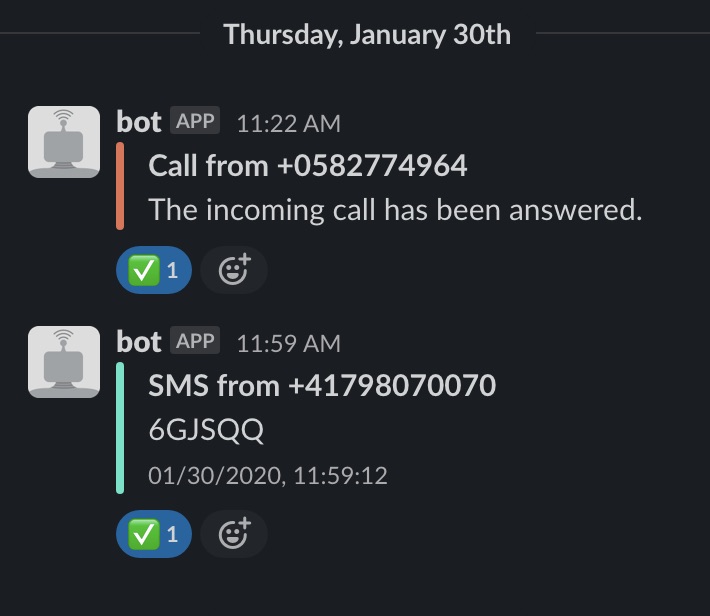 Thursday, January 30th
bot APP 11:22 AM
Call from +0582774964
The incoming call has been answered.
✅ 1
bot APP 11:59 AM
SMS from +41798070070
6GJSQQ
01/30/2020, 11:59:12
✅ 1